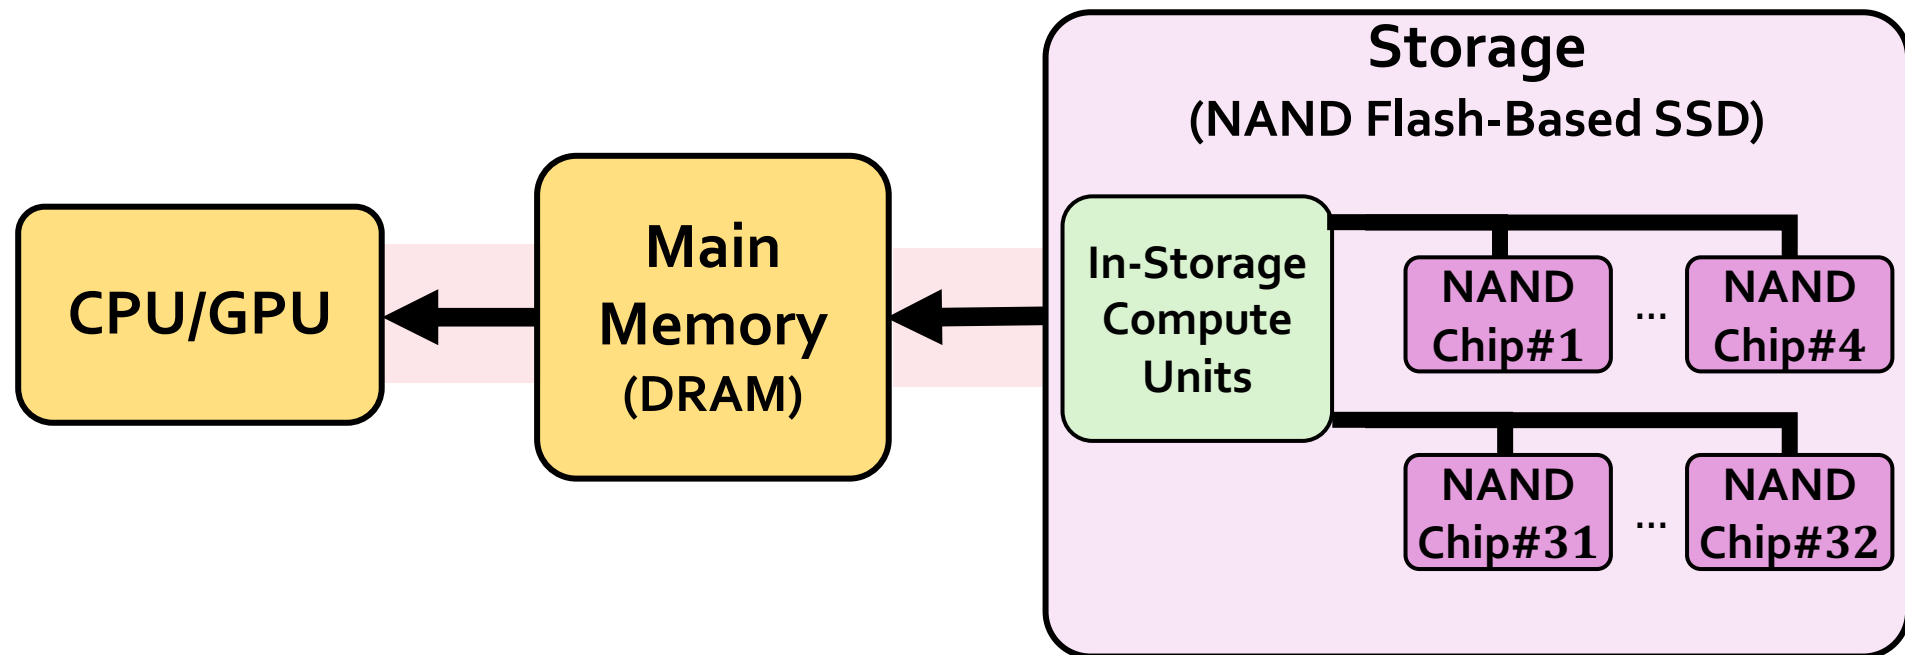 CPU/GPU
Main
Memory
(DRAM)
Storage
(NAND Flash-Based SSD)
In-Storage
Compute
Units
NAND
Chip#1
...
NAND
Chip#4
NAND
Chip#31
...
NAND
Chip#32